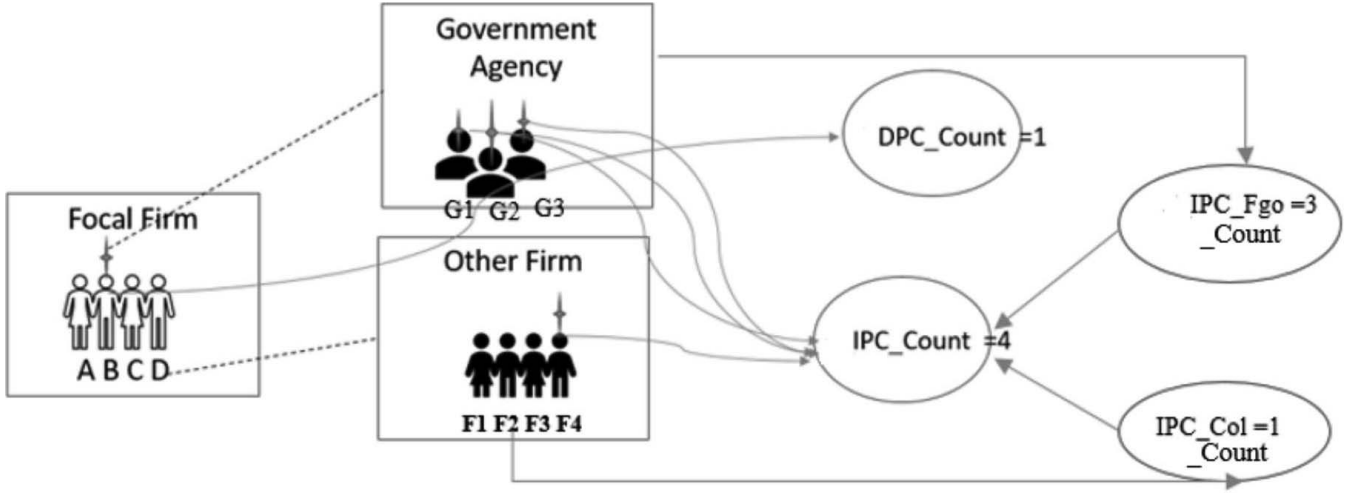 Government
Agency
G1 G2 G3
Focal Firm
A B C D
Other Firm
F1 F2 F3 F4
DPC_Count =1
IPC_Fgo =3
_Count
IPC_Count =4
IPC_Col =1
_Count